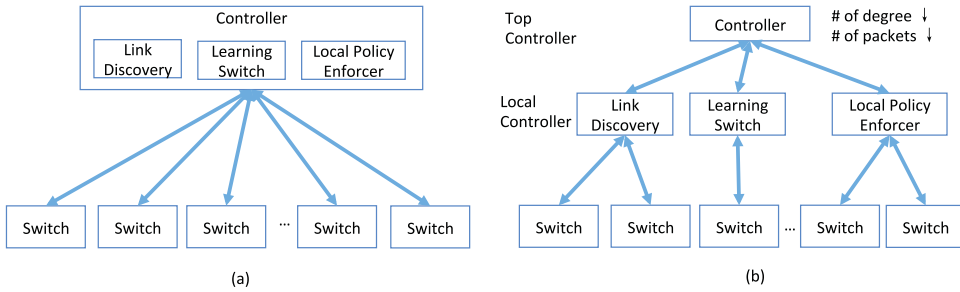 Controller
Link
Discovery
Learning
Switch
Local Policy
Enforcer
Switch
Switch
Switch
...
Switch
Switch
(a)
Top
Controller
Controller
# of degree ↓
# of packets ↓
Local
Controller
Link
Discovery
Learning
Switch
Local Policy
Enforcer
Switch
Switch
Switch
...
Switch
Switch
(b)